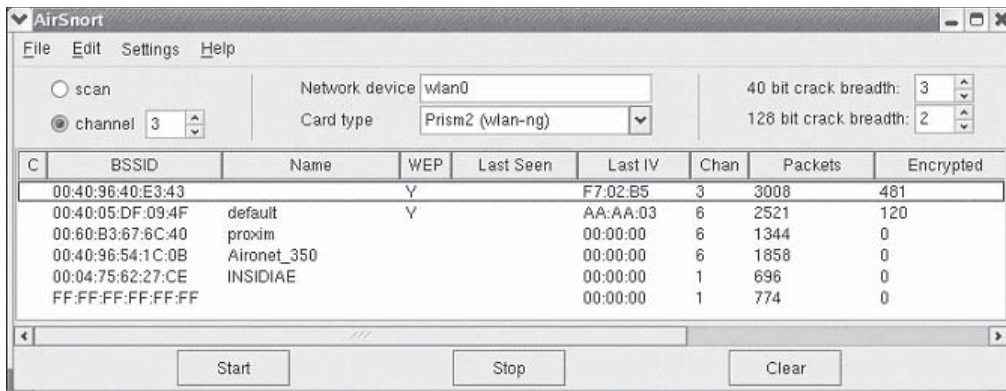 AirSnort
File Edit Settings Help
scan Network device wlan0 40 bit crack breadth: 3
channel 3 Card type Prism2 (wlan-ng) 128 bit crack breadth: 2
C BSSID Name WEP Last Seen Last IV Chan Packets Encrypted
00:40:96:40:E3:43 Y F7:02:B5 3 3008 481
00:40:05:DF:09:4F default Y AA:AA:03 6 2521 120
00:60:B3:67:6C:40 proxim 00:00:00 6 1344 0
00:40:96:54:1C:0B Aironet_350 00:00:00 6 1858 0
00:04:75:62:27:CE INSIDIAE 00:00:00 1 696 0
FF:FF:FF:FF:FF:FF 00:00:00 1 774 0
Start Stop Clear